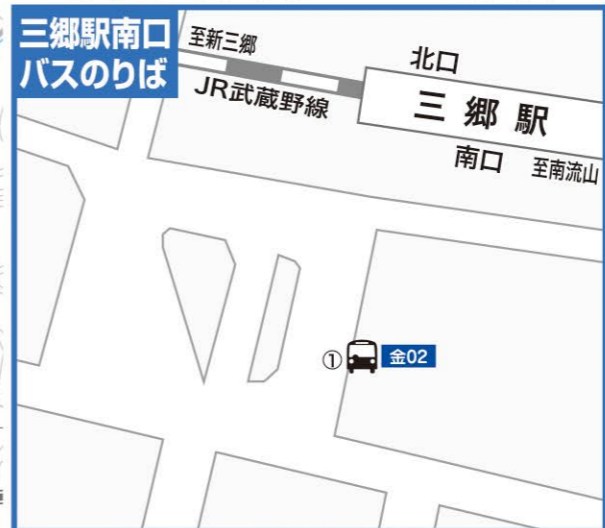 三郷駅南口
バスのりば
至新三郷
JR武蔵野線
北口
三郷駅
南口
至南流山
① 金02